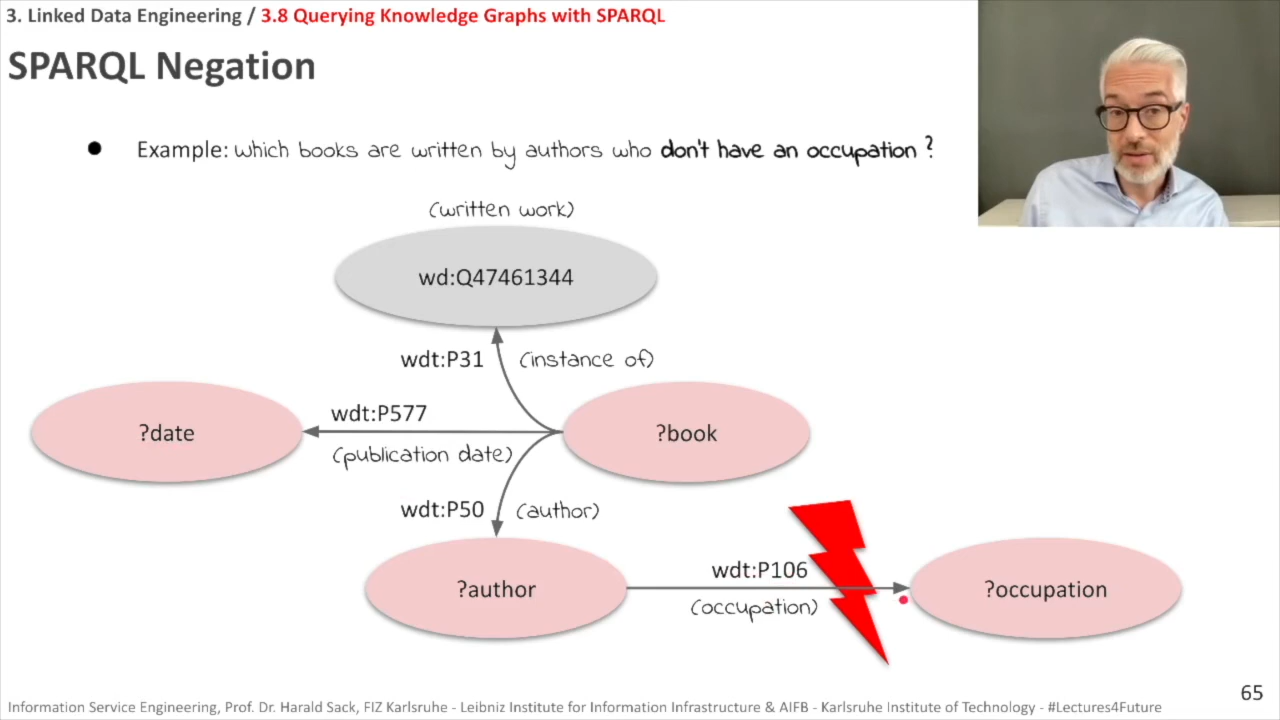 3. Linked Data Engineering / 3.8 Querying Knowledge Graphs with SPARQL
SPARQL Negation
● Example: which books are written by authors who don't have an occupation ?
(written work)
wd:Q47461344
wdt:P31 (instance of)
?date
wdt:P577
(publication date)
?book
wdt:P50 (author)
?author
wdt:P106
(occupation)
?occupation
65
Information Service Engineering, Prof. Dr. Harald Sack, FIZ Karlsruhe - Leibniz Institute for Information Infrastructure & AIFB - Karlsruhe Institute of Technology - #Lectures4Future